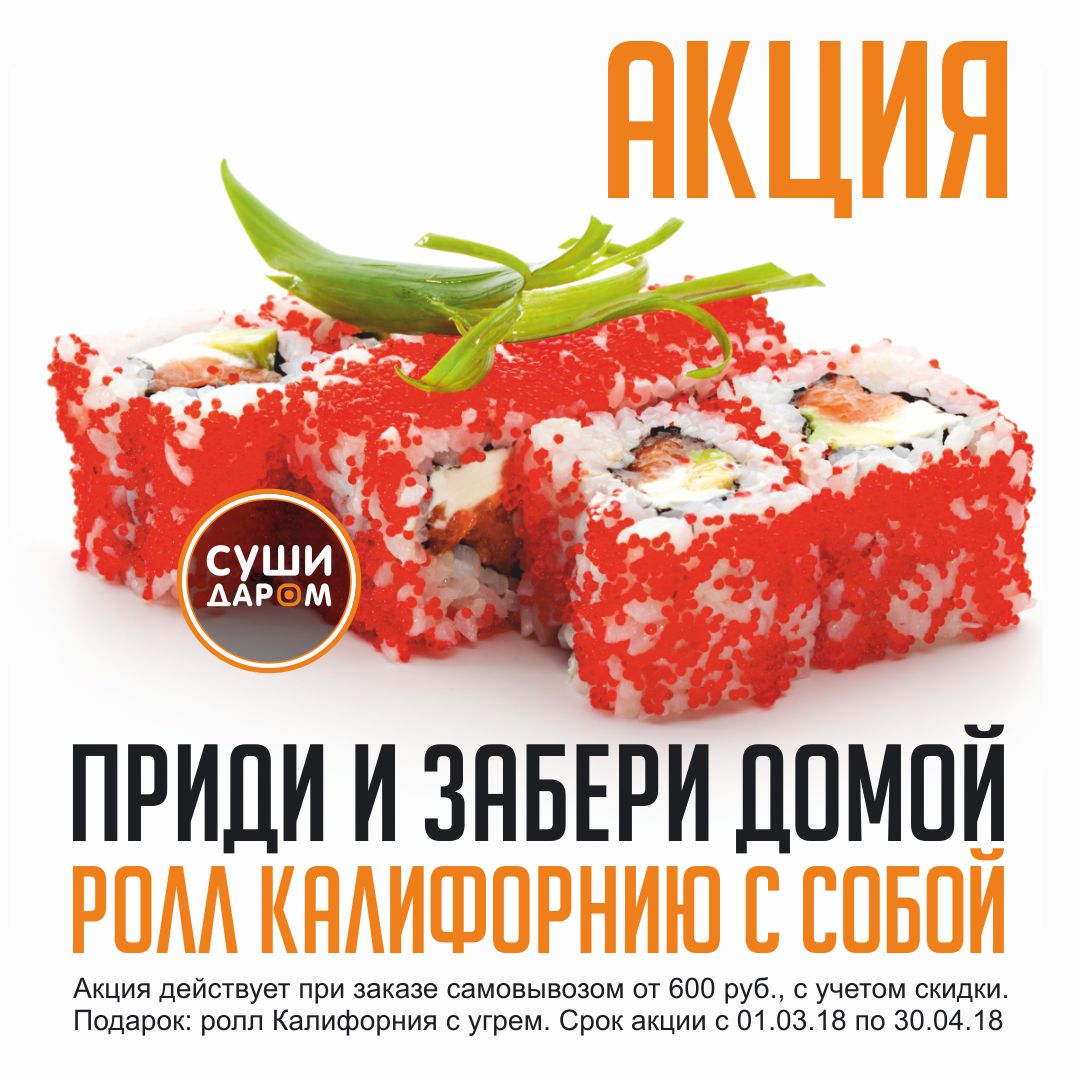 АКЦИЯ
СУШИ
ДАРОМ
ПРИДИ И ЗАБЕРИ ДОМОЙ
РОЛЛ КАЛИФОРНИЮ С СОБОЙ
Акция действует при заказе самовывозом от 600 руб., с учетом скидки.
Подарок: ролл Калифорния с угрем. Срок акции с 01.03.18 по 30.04.18